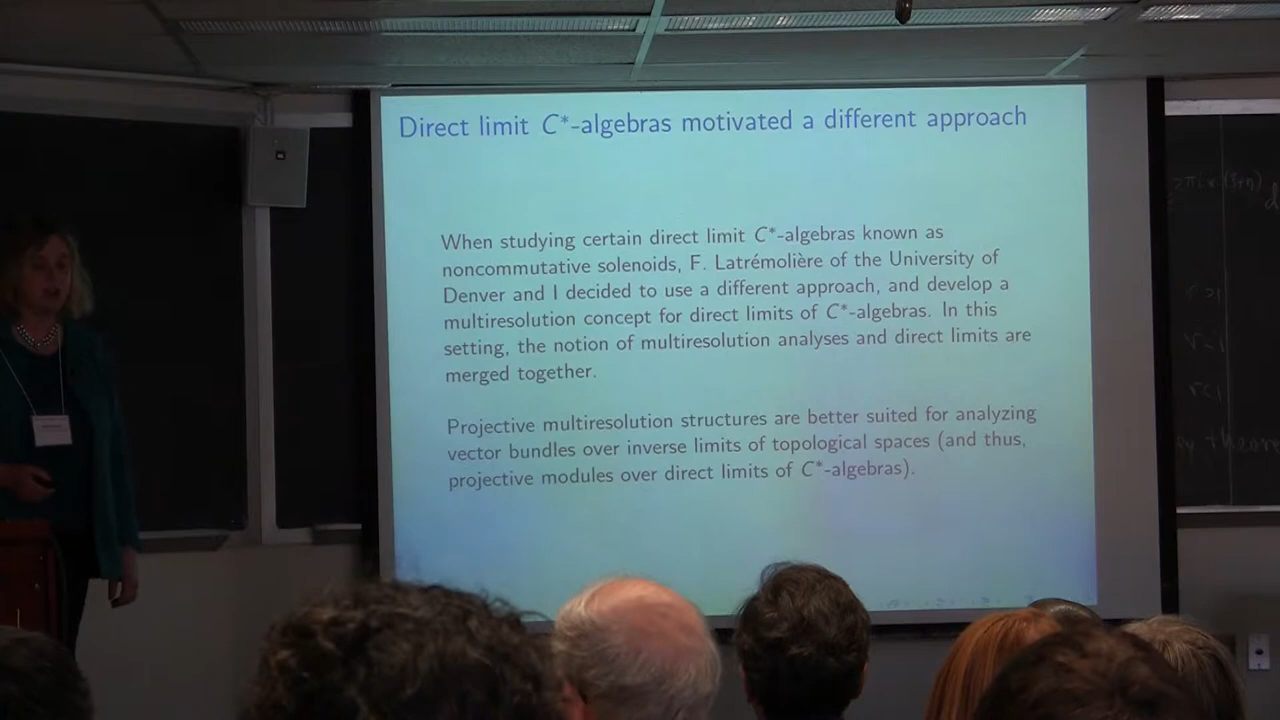 Direct limit C*-algebras motivated a different approach
When studying certain direct limit C*-algebras known as
noncommutative solenoids, F. Latrémolière of the University of
Denver and I decided to use a different approach, and develop a
multiresolution concept for direct limits of C*-algebras. In this
setting, the notion of multiresolution analyses and direct limits are
merged together.
Projective multiresolution structures are better suited for analyzing
vector bundles over inverse limits of topological spaces (and thus,
projective modules over direct limits of C*-algebras).
r>1
r=1
r<1